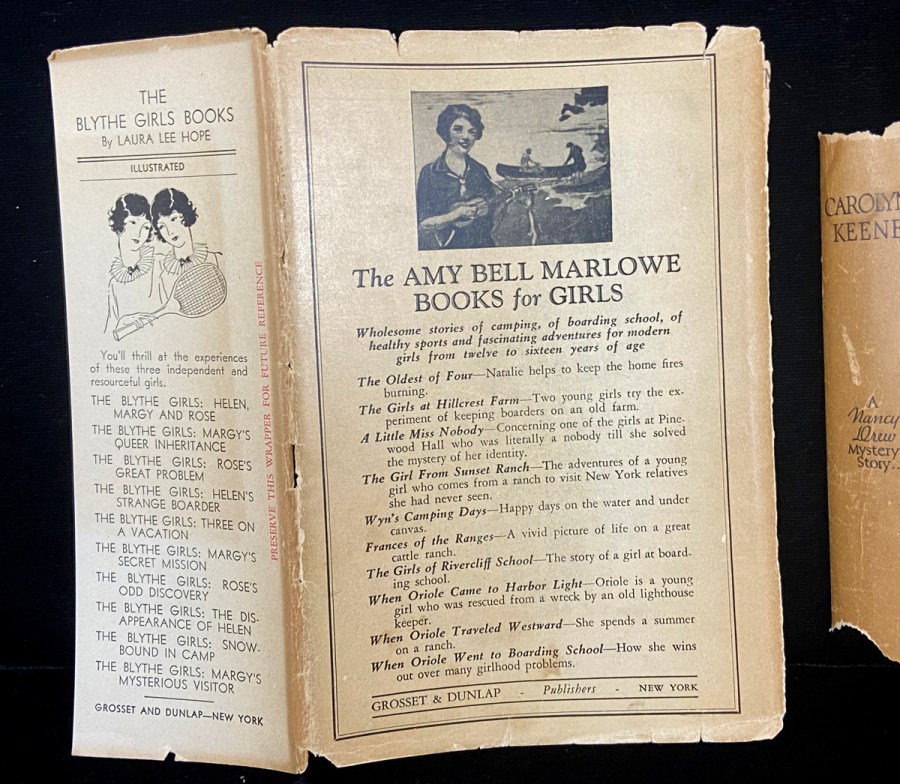 THE
BLYTHE GIRLS BOOKS
By LAURA LEE HOPE
ILLUSTRATED
You'll thrill at the experiences
of these three independent and
resourceful girls.
THE BLYTHE GIRLS: HELEN,
MARGY AND ROSE
THE BLYTHE GIRLS: MARGY'S
QUEER INHERITANCE
THE BLYTHE GIRLS: ROSE'S
GREAT PROBLEM
THE BLYTHE GIRLS: HELEN'S
STRANGE BOARDER
THE BLYTHE GIRLS: THREE ON
A VACATION
THE BLYTHE GIRLS: MARGY'S
SECRET MISSION
THE BLYTHE GIRLS: ROSE'S
ODD DISCOVERY
THE BLYTHE GIRLS: THE DIS-
APPEARANCE OF HELEN
THE BLYTHE GIRLS: SNOW-
BOUND IN CAMP
THE BLYTHE GIRLS: MARGY'S
MYSTERIOUS VISITOR
GROSSET AND DUNLAP—NEW YORK
PRESERVE THIS WRAPPER FOR FUTURE REFERENCE
The AMY BELL MARLOWE
BOOKS for GIRLS
Wholesome stories of camping, of boarding school, of
healthy sports and fascinating adventures for modern
girls from twelve to sixteen years of age
The Oldest of Four—Natalie helps to keep the home fires
burning.
The Girls at Hillcrest Farm—Two young girls try the ex-
periment of keeping boarders on an old farm.
A Little Miss Nobody—Concerning one of the girls at Pine-
wood Hall who was literally a nobody till she solved
the mystery of her identity.
The Girl From Sunset Ranch—The adventures of a young
girl who comes from a ranch to visit New York relatives
she had never seen.
Wyn's Camping Days—Happy days on the water and under
canvas.
Frances of the Ranges—A vivid picture of life on a great
cattle ranch.
The Girls of Rivercliff School—The story of a girl at board-
ing school.
When Oriole Came to Harbor Light—Oriole is a young
girl who was rescued from a wreck by an old lighthouse
keeper.
When Oriole Traveled Westward—She spends a summer
on a ranch.
When Oriole Went to Boarding School—How she wins
out over many girlhood problems.
GROSSET & DUNLAP - Publishers - NEW YORK
CAROLYN
KEENE
A
Nancy
Drew
Mystery
Story..